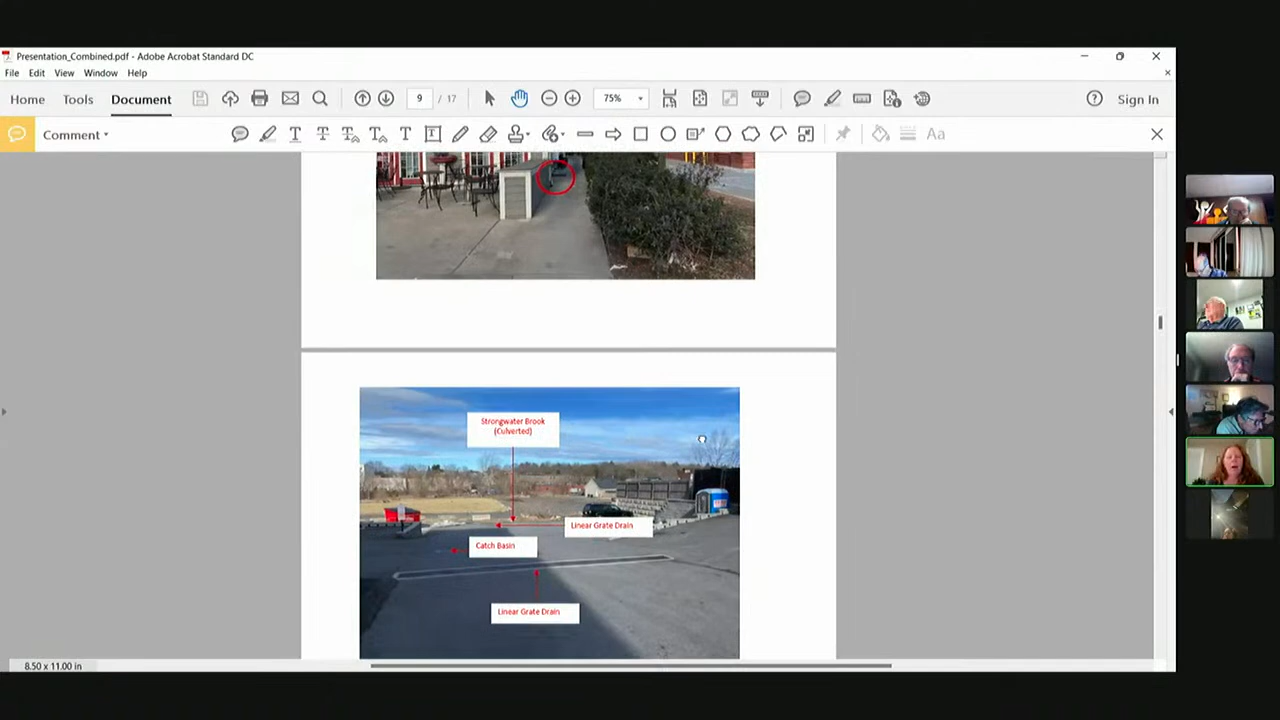 Presentation_Combined.pdf - Adobe Acrobat Standard DC
File Edit View Window Help
Home Tools Document 9 / 17 75% Sign In
Comment Aa
Strongwater Brook
(Culverted)
Linear Grate Drain
Catch Basin
Linear Grate Drain
8.50 x 11.00 in